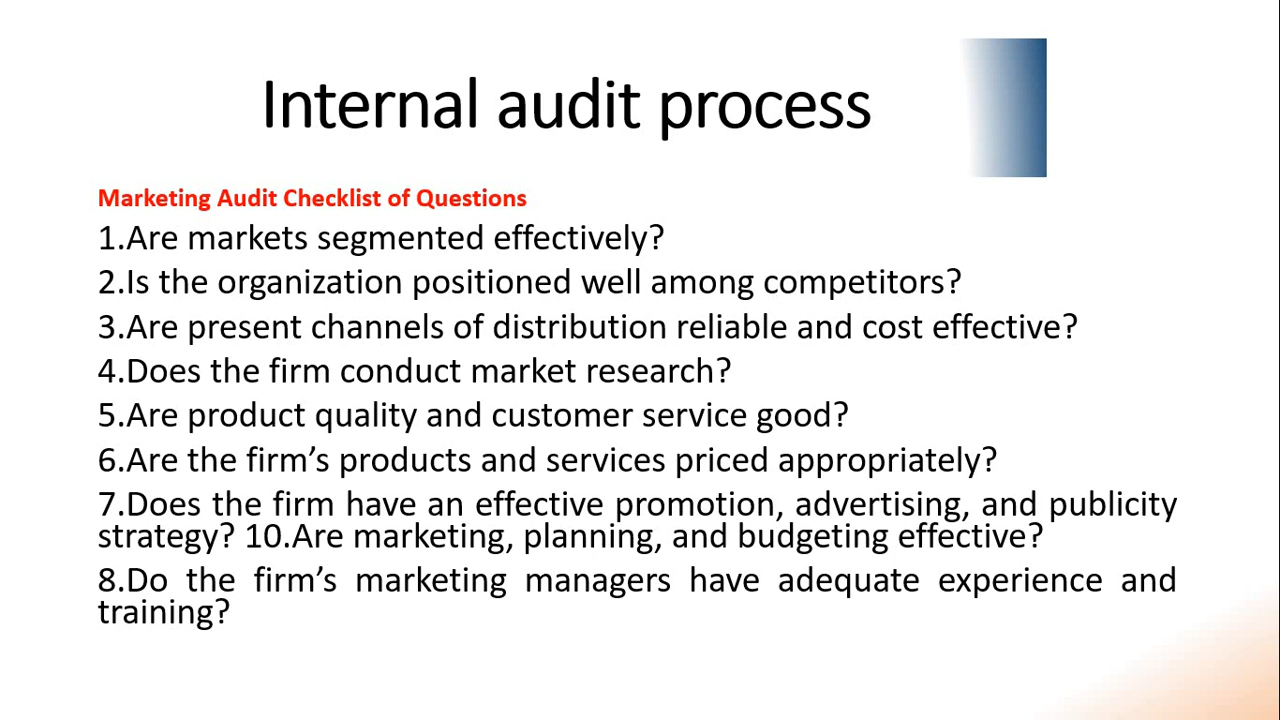 Internal audit process
Marketing Audit Checklist of Questions
1.Are markets segmented effectively?
2.Is the organization positioned well among competitors?
3.Are present channels of distribution reliable and cost effective?
4.Does the firm conduct market research?
5.Are product quality and customer service good?
6.Are the firm’s products and services priced appropriately?
7.Does the firm have an effective promotion, advertising, and publicity
strategy? 10.Are marketing, planning, and budgeting effective?
8.Do the firm’s marketing managers have adequate experience and
training?